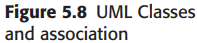 Figure 5.8 UML Classes
and association